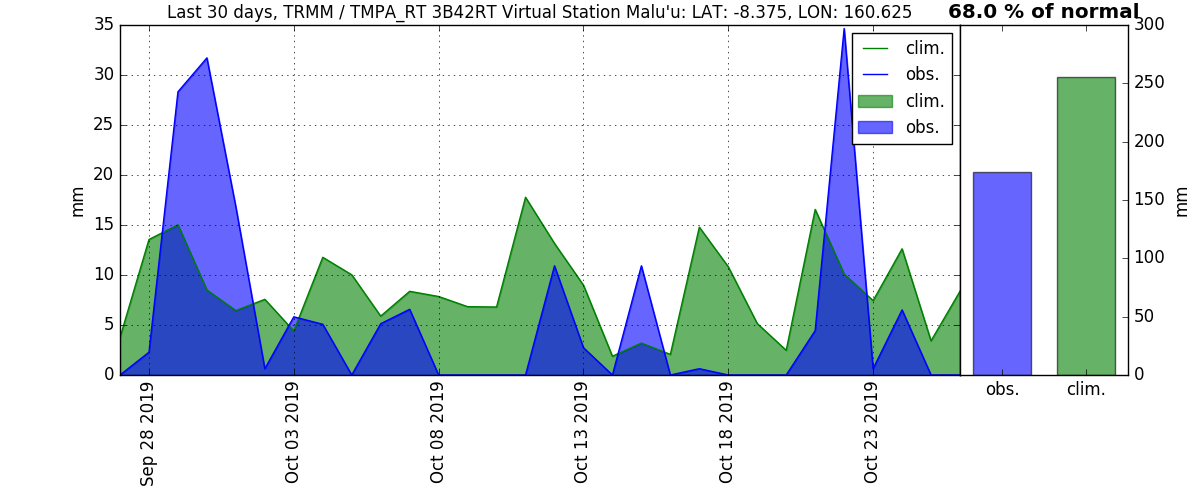 Last 30 days, TRMM / TMPA_RT 3B42RT Virtual Station Malu'u: LAT: -8.375, LON: 160.625
68.0 % of normal
35
30
25
20
15
10
5
0
mm
clim.
obs.
clim.
obs.
Sep 28 2019
Oct 03 2019
Oct 08 2019
Oct 13 2019
Oct 18 2019
Oct 23 2019
300
250
200
150
100
50
0
mm
obs.
clim.